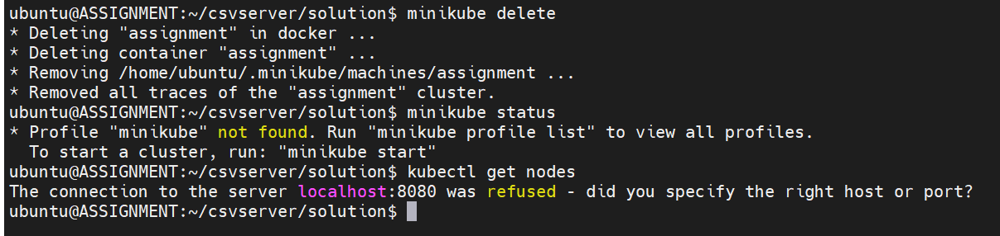 ubuntu@ASSIGNMENT:~/csvserver/solution$ minikube delete
* Deleting "assignment" in docker ...
* Deleting container "assignment" ...
* Removing /home/ubuntu/.minikube/machines/assignment ...
* Removed all traces of the "assignment" cluster.
ubuntu@ASSIGNMENT:~/csvserver/solution$ minikube status
* Profile "minikube" not found. Run "minikube profile list" to view all profiles.
  To start a cluster, run: "minikube start"
ubuntu@ASSIGNMENT:~/csvserver/solution$ kubectl get nodes
The connection to the server localhost:8080 was refused - did you specify the right host or port?
ubuntu@ASSIGNMENT:~/csvserver/solution$